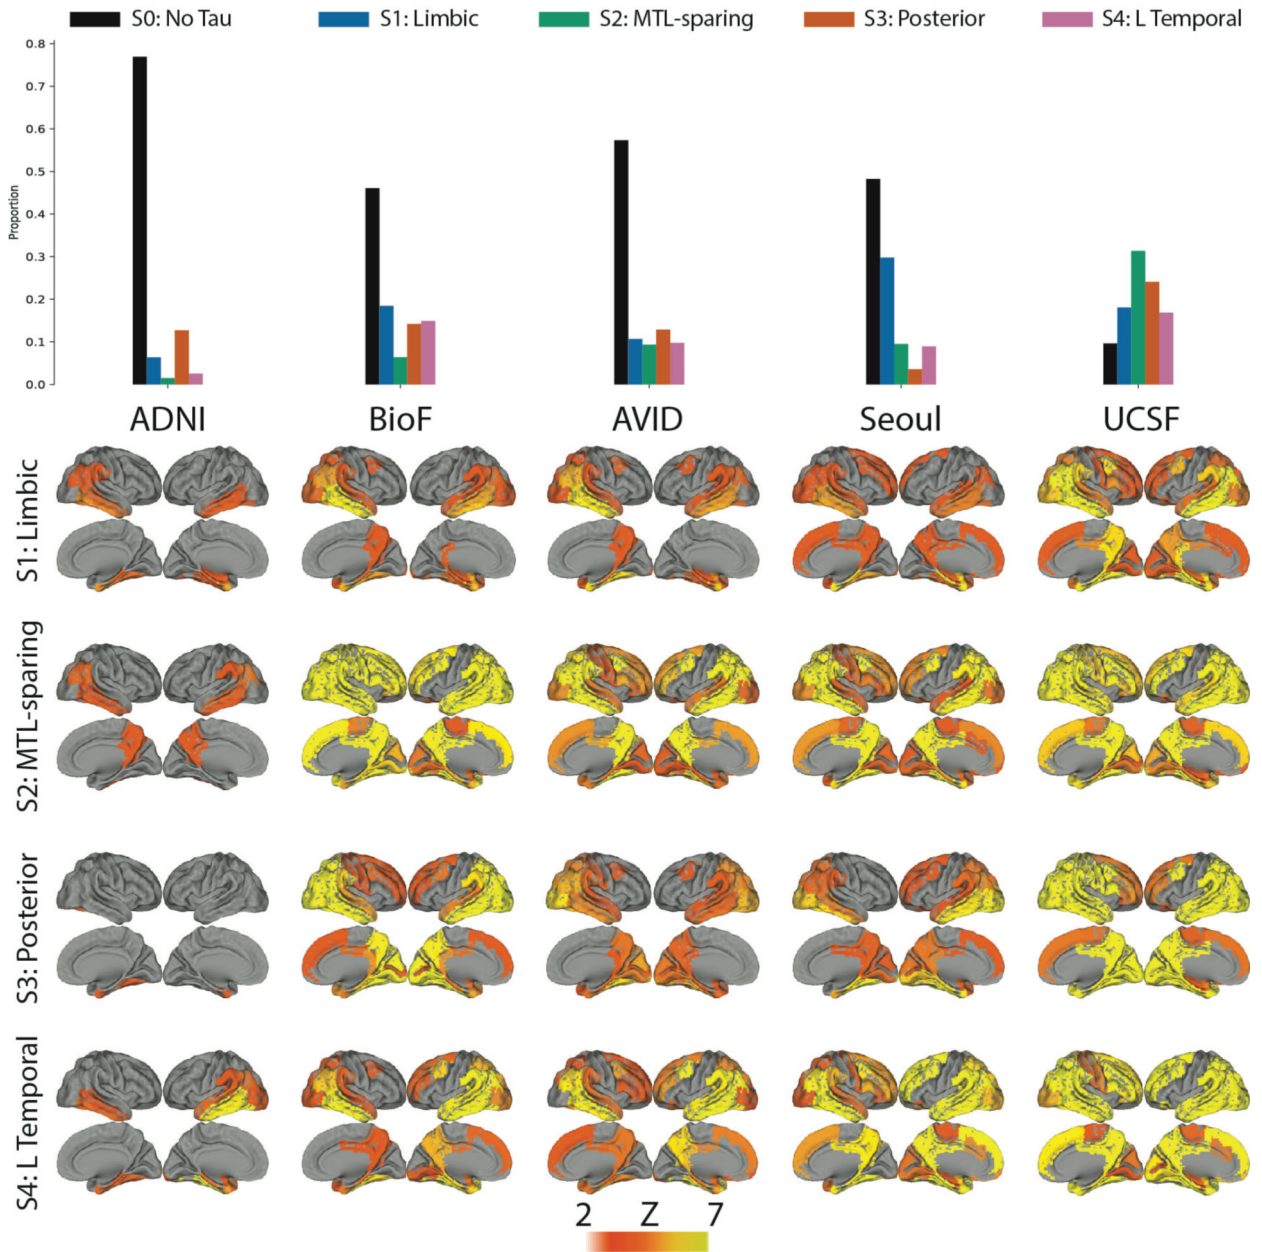 S0: No Tau S1: Limbic S2: MTL-sparing S3: Posterior S4: L Temporal
0.8
0.7
0.6
0.5
0.4
0.3
0.2
0.1
0.0
Proportion
ADNI BioF AVID Seoul UCSF
S1: Limbic
S2: MTL-sparing
S3: Posterior
S4: L Temporal
2 Z 7